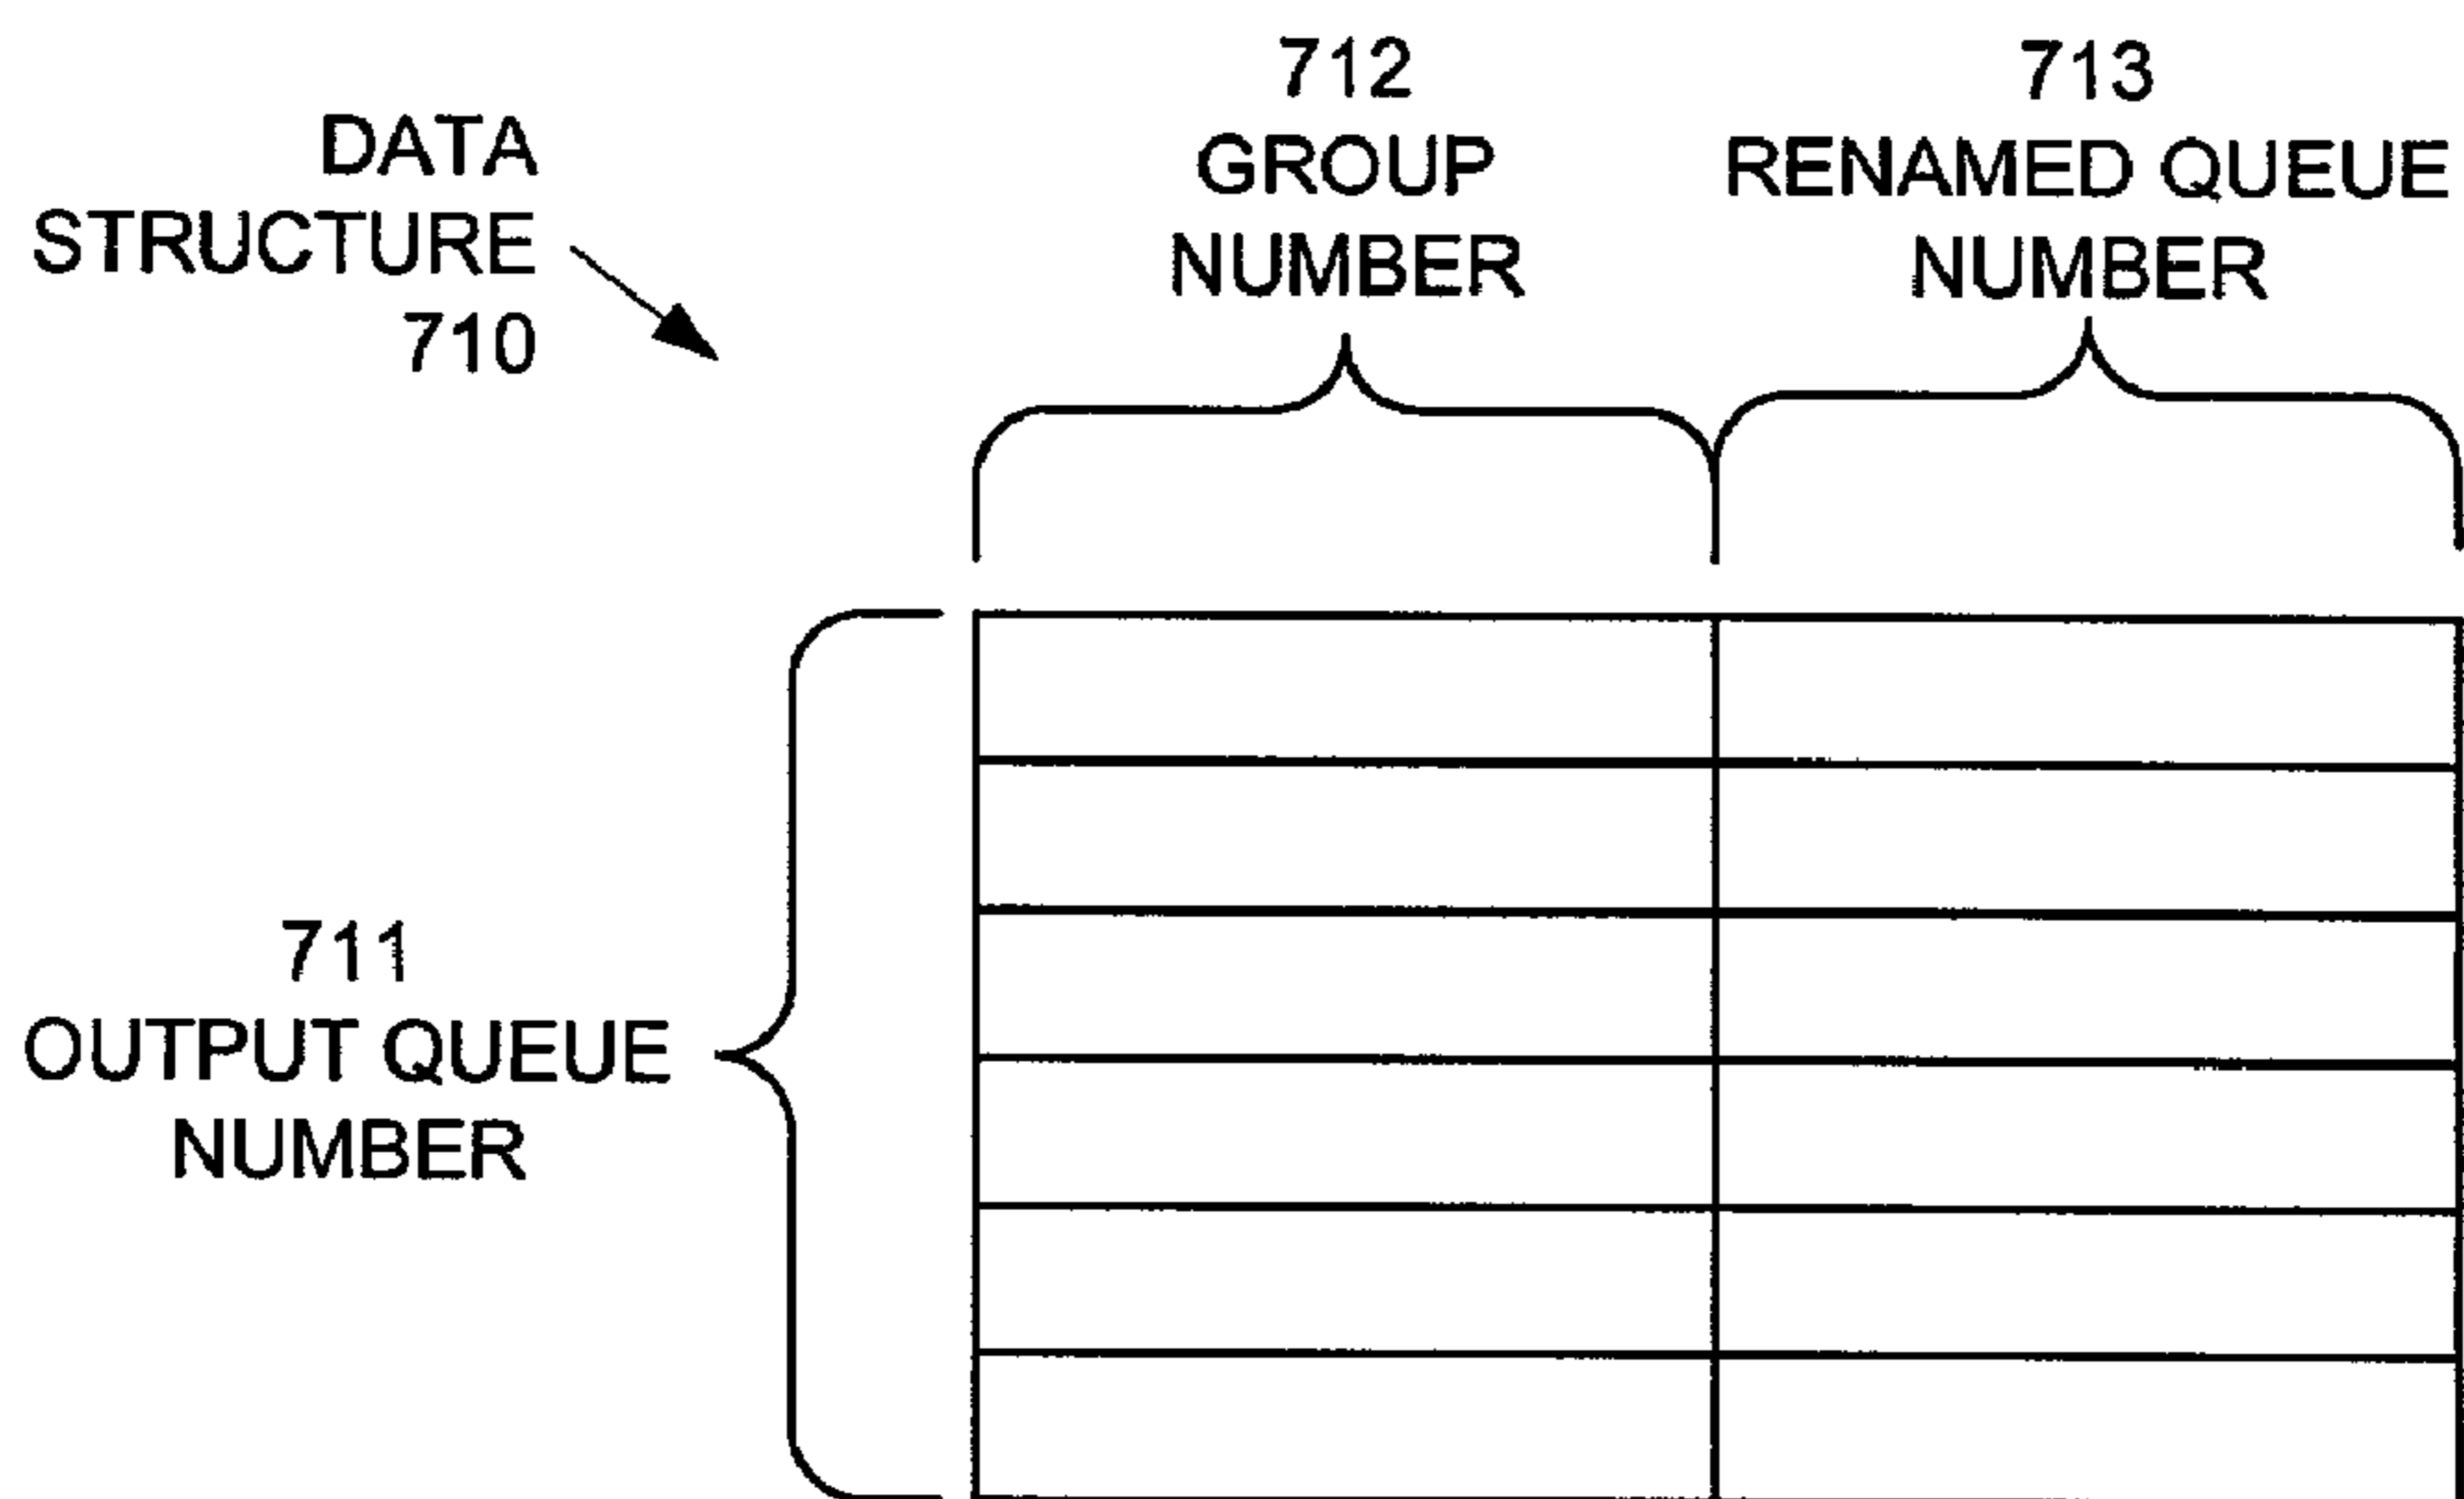 DATA
STRUCTURE
710
712
GROUP
NUMBER
713
RENAMED QUEUE
NUMBER
711
OUTPUT QUEUE
NUMBER